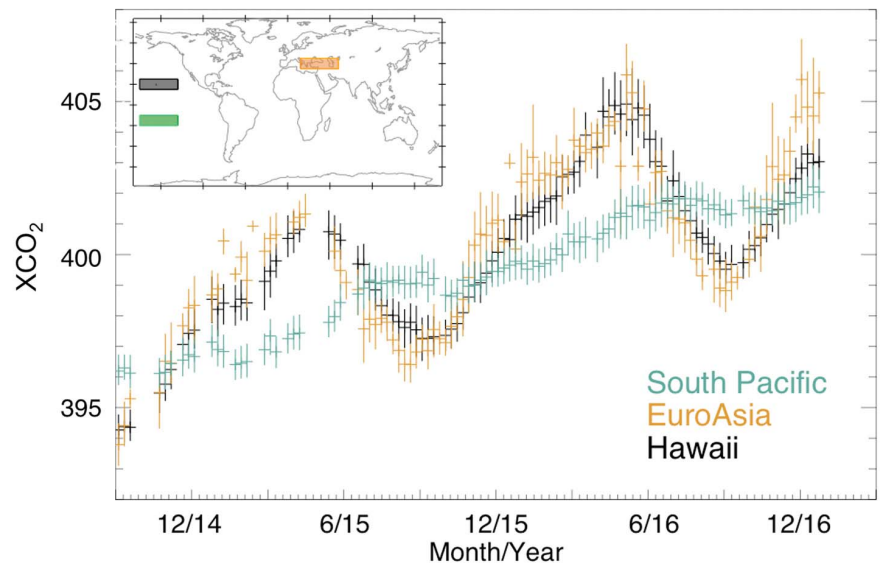 405
400
395
XCO2
South Pacific
EuroAsia
Hawaii
12/14 6/15 12/15 6/16 12/16
Month/Year